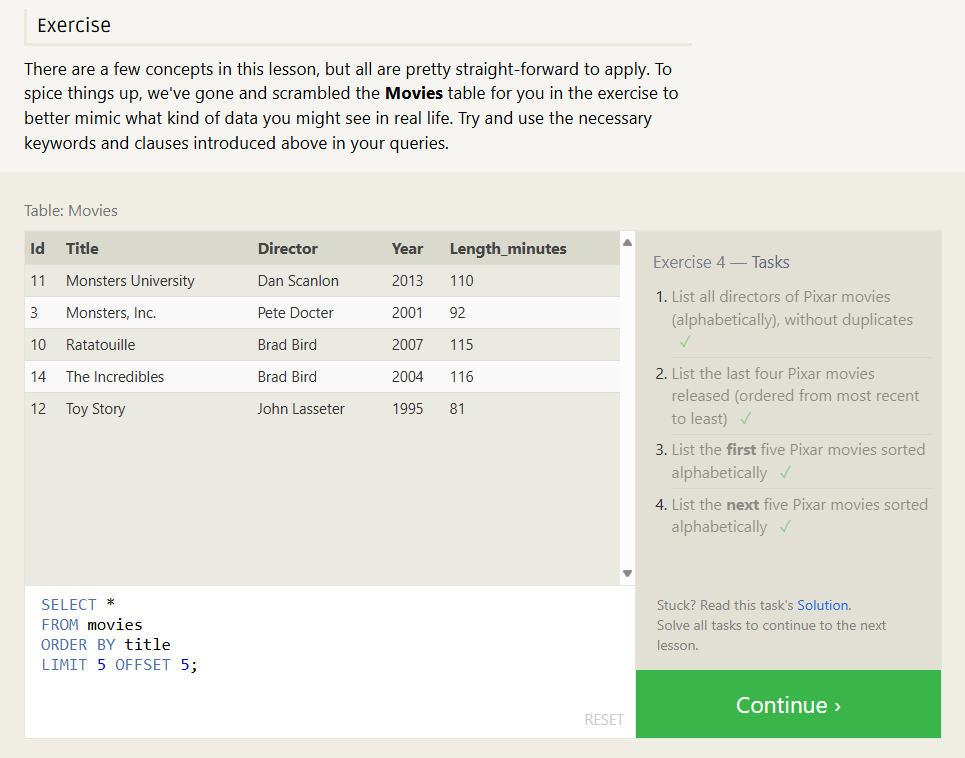 Exercise
There are a few concepts in this lesson, but all are pretty straight-forward to apply. To
spice things up, we've gone and scrambled the Movies table for you in the exercise to
better mimic what kind of data you might see in real life. Try and use the necessary
keywords and clauses introduced above in your queries.
Table: Movies
Id Title Director Year Length_minutes
11 Monsters University Dan Scanlon 2013 110
3 Monsters, Inc. Pete Docter 2001 92
10 Ratatouille Brad Bird 2007 115
14 The Incredibles Brad Bird 2004 116
12 Toy Story John Lasseter 1995 81
SELECT *
FROM movies
ORDER BY title
LIMIT 5 OFFSET 5;
RESET
Exercise 4 — Tasks
1. List all directors of Pixar movies
(alphabetically), without duplicates
✓
2. List the last four Pixar movies
released (ordered from most recent
to least) ✓
3. List the first five Pixar movies sorted
alphabetically ✓
4. List the next five Pixar movies sorted
alphabetically ✓
Stuck? Read this task's Solution.
Solve all tasks to continue to the next
lesson.
Continue ›